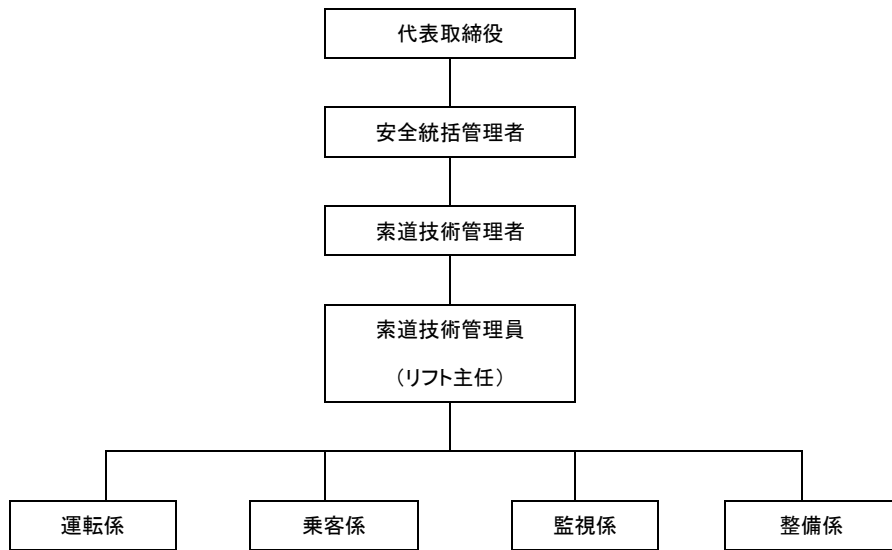 代表取締役
安全統括管理者
索道技術管理者
索道技術管理員
（リフト主任）
運転係
乗客係
監視係
整備係